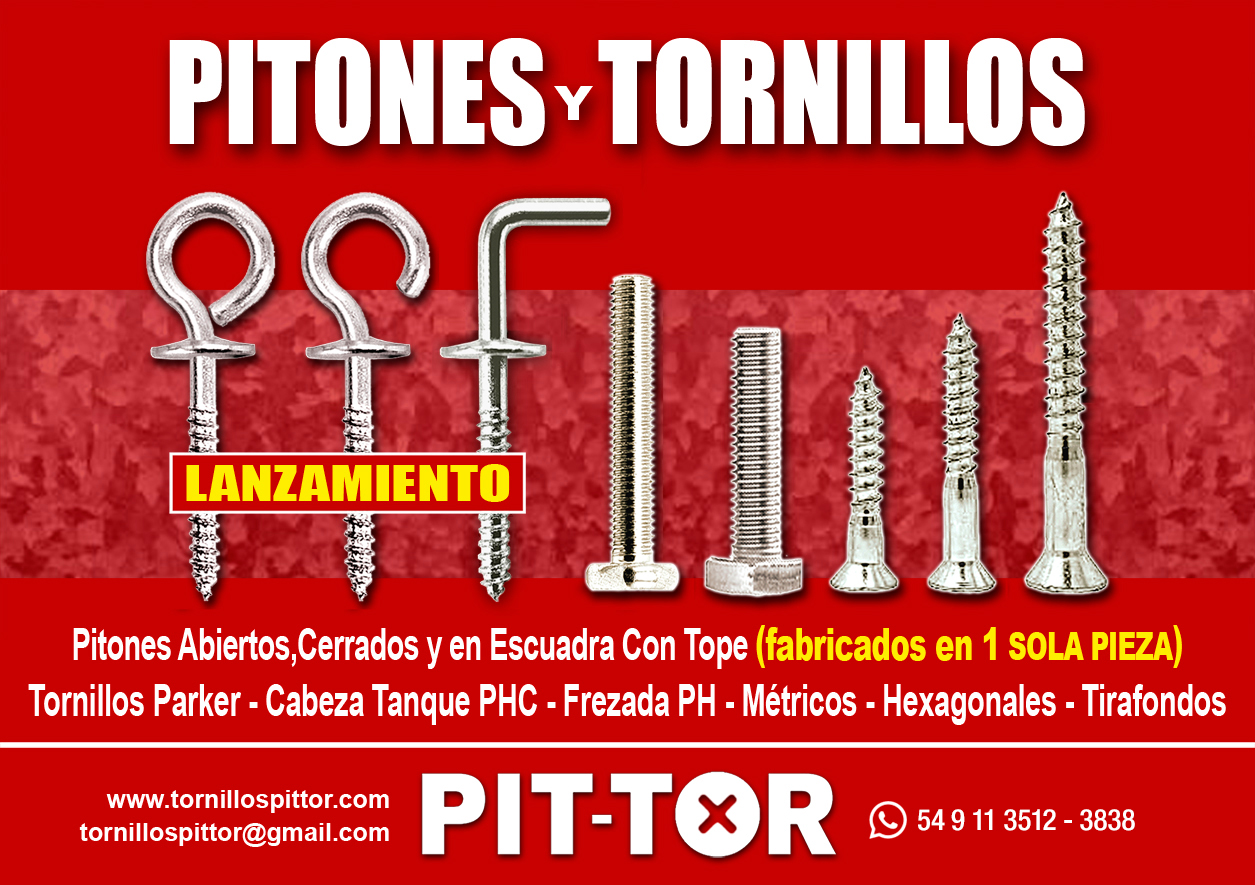 PITONES Y TORNILLOS
LANZAMIENTO
Pitones Abiertos,Cerrados y en Escuadra Con Tope (fabricados en 1 SOLA PIEZA)
Tornillos Parker - Cabeza Tanque PHC - Frezada PH - Métricos - Hexagonales - Tirafondos
www.tornillospittor.com
tornillospittor@gmail.com
PIT-TOR
54 9 11 3512 - 3838